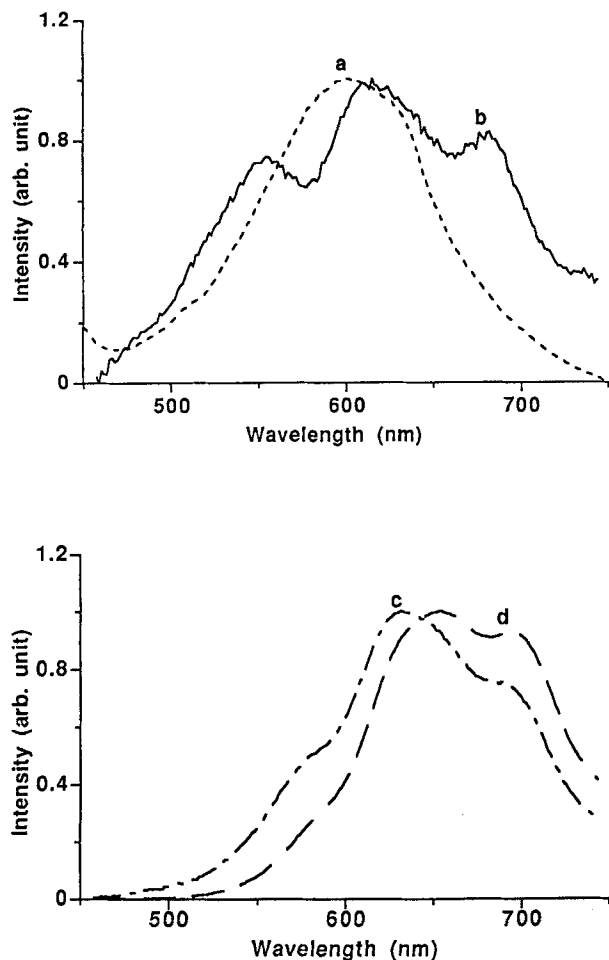 1.2
a
b
0.8
0.4
0
Intensity (arb. unit)
500
600
700
Wavelength (nm)
1.2
c
d
0.8
0.4
0
Intensity (arb. unit)
500
600
700
Wavelength (nm)